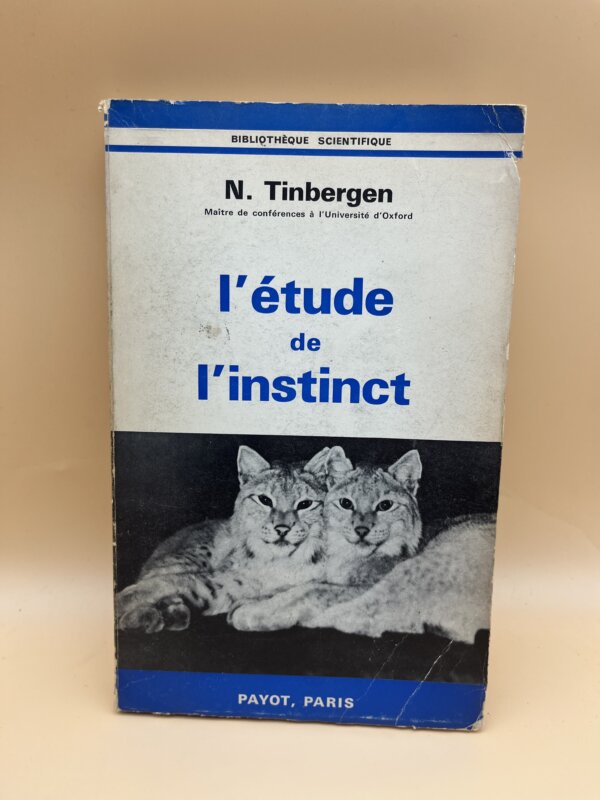 BIBLIOTHÈQUE SCIENTIFIQUE
N. Tinbergen
Maître de conférences à l'Université d'Oxford
l'étude
de
l'instinct
PAYOT, PARIS